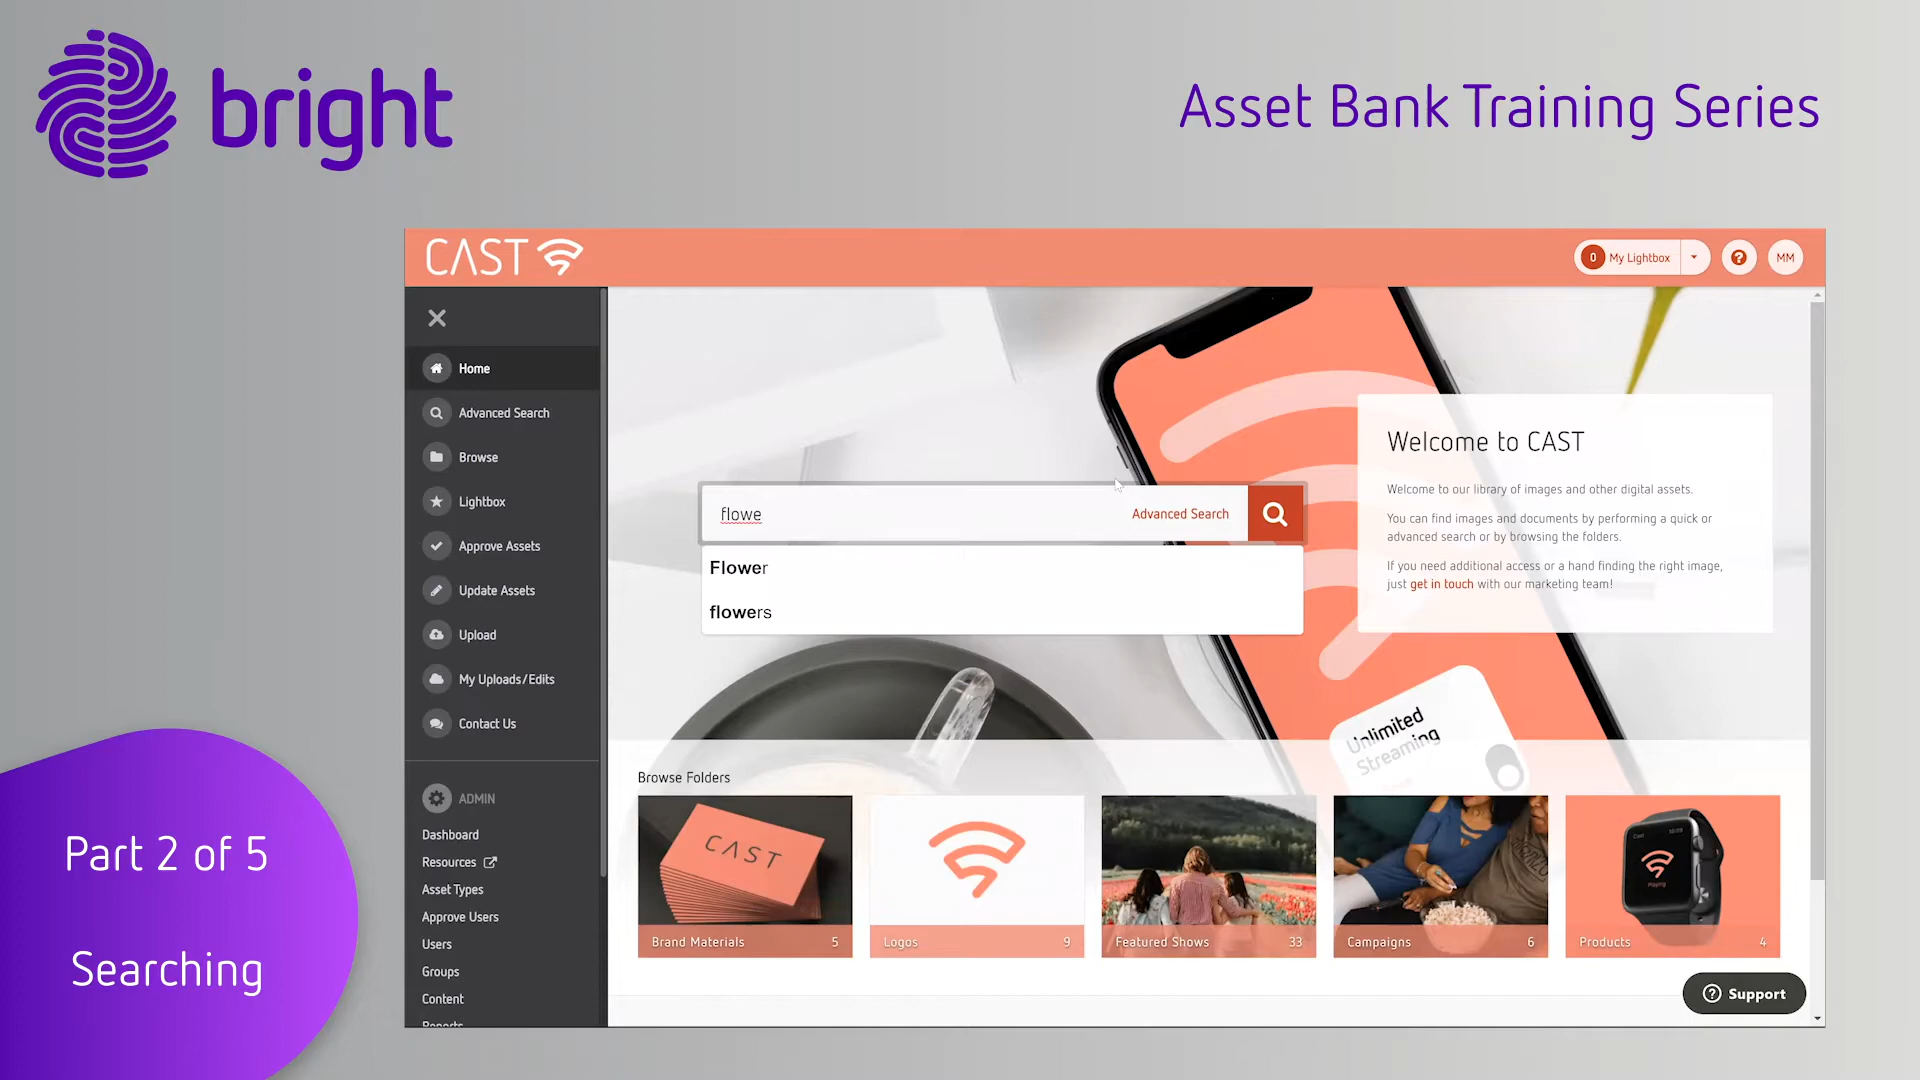 bright
Asset Bank Training Series
CAST
0 My Lightbox
MM
Home
Advanced Search
Browse
Lightbox
Approve Assets
Update Assets
Upload
My Uploads/Edits
Contact Us
ADMIN
Dashboard
Resources
Asset Types
Approve Users
Users
Groups
Content
Reports
flowe
Advanced Search
Flower
flowers
Welcome to CAST
Welcome to our library of images and other digital assets.
You can find images and documents by performing a quick or
advanced search or by browsing the folders.
If you need additional access or a hand finding the right image,
just get in touch with our marketing team!
Unlimited
Streaming
Browse Folders
CAST
Brand Materials 5
Logos 9
Featured Shows 33
Campaigns 6
Cast 10:09
Playing
Products 4
? Support
Part 2 of 5
Searching